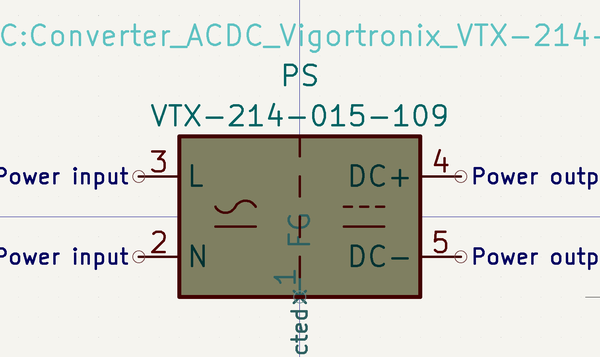 C:Converter_ACDC_Vigortronix_VTX-214-
PS
VTX-214-015-109
Power input 3 L DC+ 4 Power outp
FG
Power input 2 N DC- 5 Power outp
1
cted